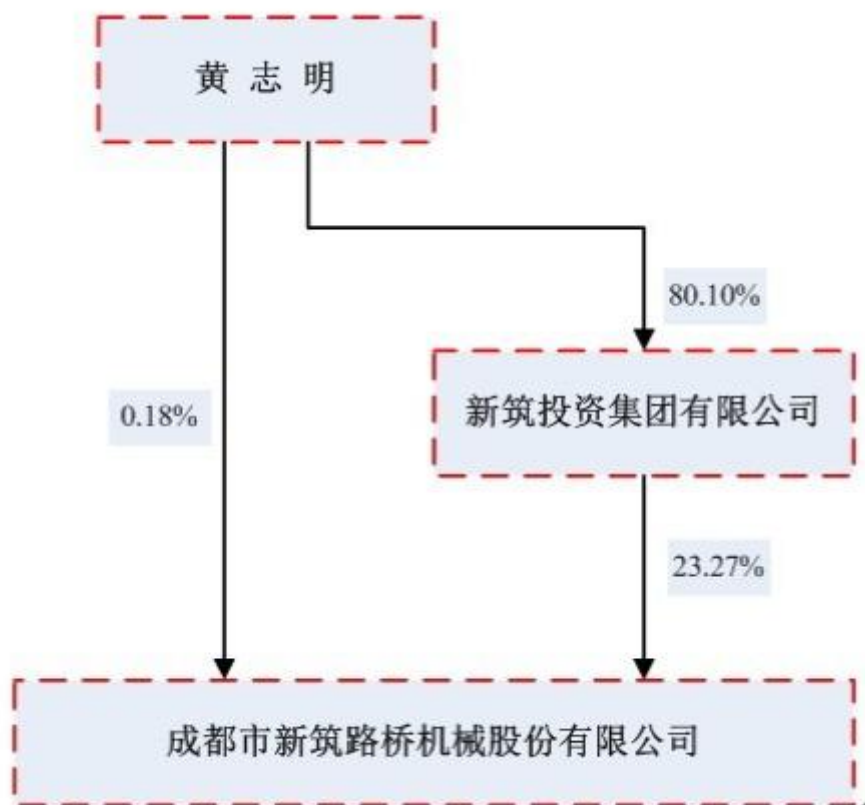 黄 志 明
80.10%
0.18%
新筑投资集团有限公司
23.27%
成都市新筑路桥机械股份有限公司